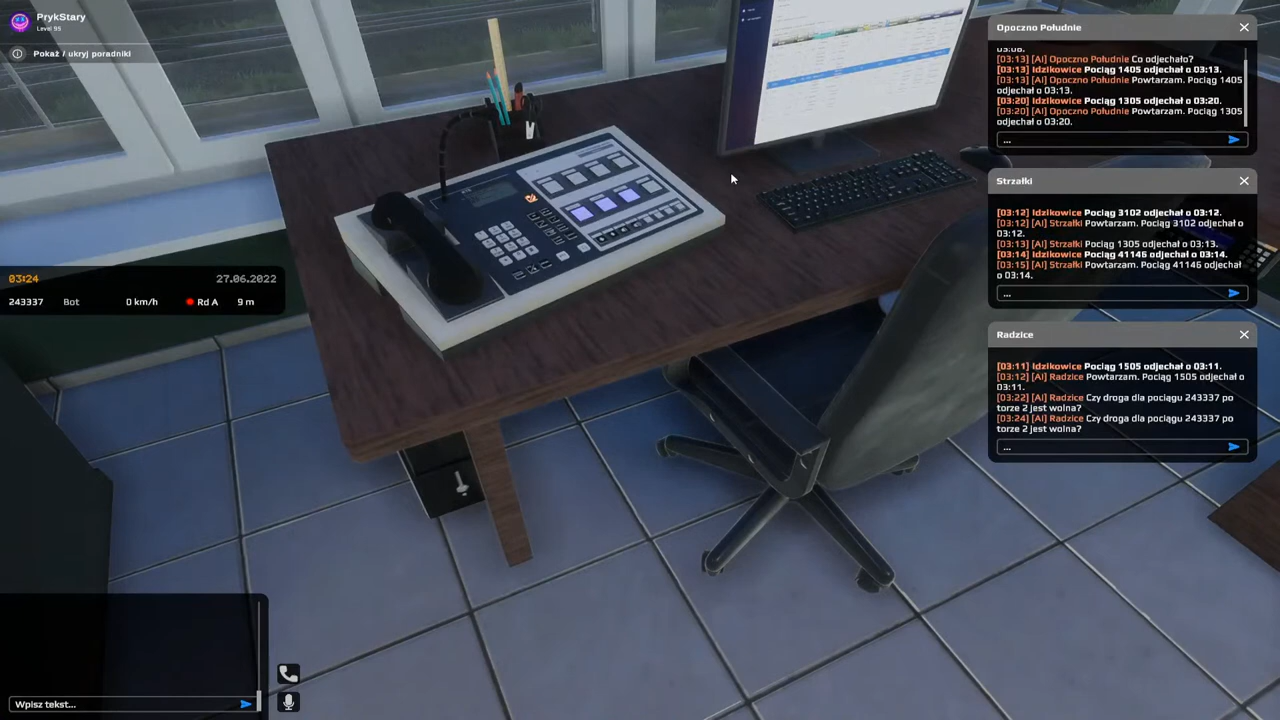 PrykStary
Level 95
Pokaż / ukryj poradniki
03:24
27.06.2022
243337 Bot 0 km/h Rd A 9 m
Wpisz tekst...
Opoczno Południe
03:08.
[03:13] [AI] Opoczno Południe Co odjechało?
[03:13] Idzikowice Pociąg 1405 odjechał o 03:13.
[03:13] [AI] Opoczno Południe Powtarzam. Pociąg 1405
odjechał o 03:13.
[03:20] Idzikowice Pociąg 1305 odjechał o 03:20.
[03:20] [AI] Opoczno Południe Powtarzam. Pociąg 1305
odjechał o 03:20.
...
Strzałki
[03:12] Idzikowice Pociąg 3102 odjechał o 03:12.
[03:12] [AI] Strzałki Powtarzam. Pociąg 3102 odjechał o
03:12.
[03:13] [AI] Strzałki Pociąg 1305 odjechał o 03:13.
[03:14] Idzikowice Pociąg 41146 odjechał o 03:14.
[03:15] [AI] Strzałki Powtarzam. Pociąg 41146 odjechał
o 03:14.
...
Radzice
[03:11] Idzikowice Pociąg 1505 odjechał o 03:11.
[03:12] [AI] Radzice Powtarzam. Pociąg 1505 odjechał o
03:11.
[03:22] [AI] Radzice Czy droga dla pociągu 243337 po
torze 2 jest wolna?
[03:24] [AI] Radzice Czy droga dla pociągu 243337 po
torze 2 jest wolna?
...